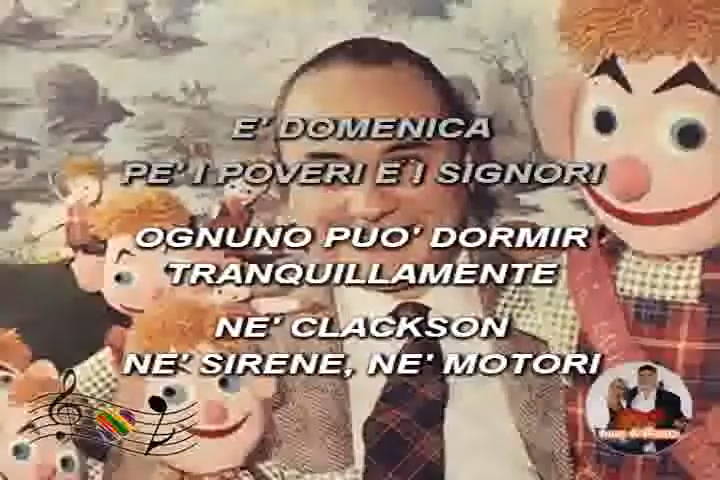 E' DOMENICA
PE' I POVERI E I SIGNORI
OGNUNO PUO' DORMIR
TRANQUILLAMENTE
NE' CLACKSON
NE' SIRENE, NE' MOTORI